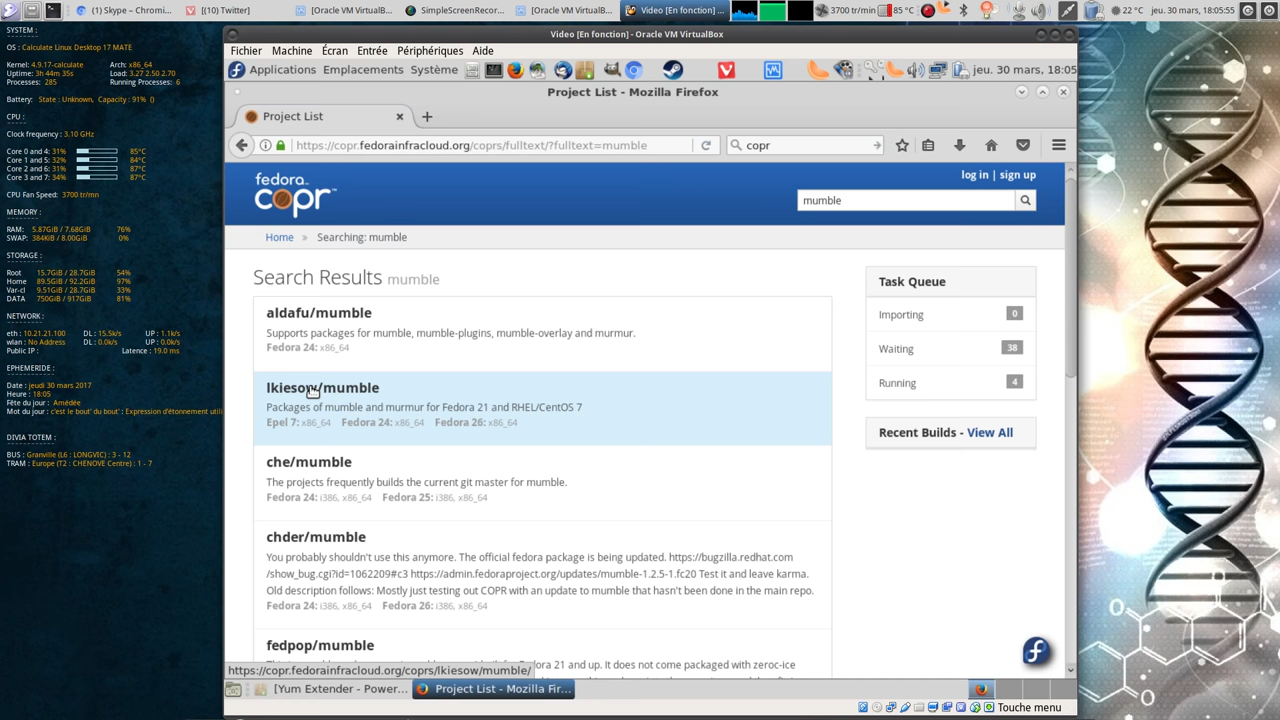 (1) Skype – Chromi...
[(10) Twitter]
[Oracle VM VirtualB...
SimpleScreenRecor...
[Oracle VM VirtualB...
Video [En fonction] ...
3700 tr/min
85 °C
22 °C
jeu. 30 mars, 18:05:55
SYSTEM :
OS : Calculate Linux Desktop 17 MATE
Kernel: 4.9.17-calculate Arch: x86_64
Uptime: 3h 44m 35s Load: 3.27 2.50 2.70
Processes: 285 Running Processes: 6
Battery: State : Unknown, Capacity : 91% ()
CPU :
Clock frequency : 3.10 GHz
Core 0 and 4: 31% 85°C
Core 1 and 5: 32% 84°C
Core 2 and 6: 31% 87°C
Core 3 and 7: 34% 87°C
CPU Fan Speed: 3700 tr/mn
MEMORY :
RAM: 5.87GiB / 7.68GiB 76%
SWAP: 384KiB / 8.00GiB 0%
STORAGE :
Root 15.7GiB / 28.7GiB 54%
Home 89.5GiB / 92.2GiB 97%
Var-cl 9.51GiB / 28.7GiB 33%
DATA 750GiB / 917GiB 81%
NETWORK :
eth : 10.21.21.100 DL : 15.5k/s UP : 1.1k/s
wlan : No Address DL : 0.0k/s UP : 0.0k/s
Public IP : Latence : 19.0 ms
EPHEMERIDE :
Date : jeudi 30 mars 2017
Heure : 18:05
Fête du jour : Amédée
Mot du jour : c'est le bout' du bout' : Expression d'étonnement utili
DIVIA TOTEM :
BUS : Granville (L6 : LONGVIC) : 3 - 12
TRAM : Europe (T2 : CHENOVE Centre) : 1 - 7
Video [En fonction] - Oracle VM VirtualBox
Fichier Machine Écran Entrée Périphériques Aide
Applications Emplacements Système jeu. 30 mars, 18:05
Project List - Mozilla Firefox
Project List
https://copr.fedorainfracloud.org/coprs/fulltext/?fulltext=mumble
copr
fedora
copr™
log in | sign up
mumble
Home » Searching: mumble
Search Results mumble
aldafu/mumble
Supports packages for mumble, mumble-plugins, mumble-overlay and murmur.
Fedora 24: x86_64
lkiesow/mumble
Packages of mumble and murmur for Fedora 21 and RHEL/CentOS 7
Epel 7: x86_64 Fedora 24: x86_64 Fedora 26: x86_64
che/mumble
The projects frequently builds the current git master for mumble.
Fedora 24: i386, x86_64 Fedora 25: i386, x86_64
chder/mumble
You probably shouldn't use this anymore. The official fedora package is being updated. https://bugzilla.redhat.com
/show_bug.cgi?id=1062209#c3 https://admin.fedoraproject.org/updates/mumble-1.2.5-1.fc20 Test it and leave karma.
Old description follows: Mostly just testing out COPR with an update to mumble that hasn't been done in the main repo.
Fedora 24: i386, x86_64 Fedora 26: i386, x86_64
fedpop/mumble
ora 21 and up. It does not come packaged with zeroc-ice
Task Queue
Importing 0
Waiting 38
Running 4
Recent Builds - View All
https://copr.fedorainfracloud.org/coprs/lkiesow/mumble/
[Yum Extender - Power...
Project List - Mozilla Fir...
Touche menu